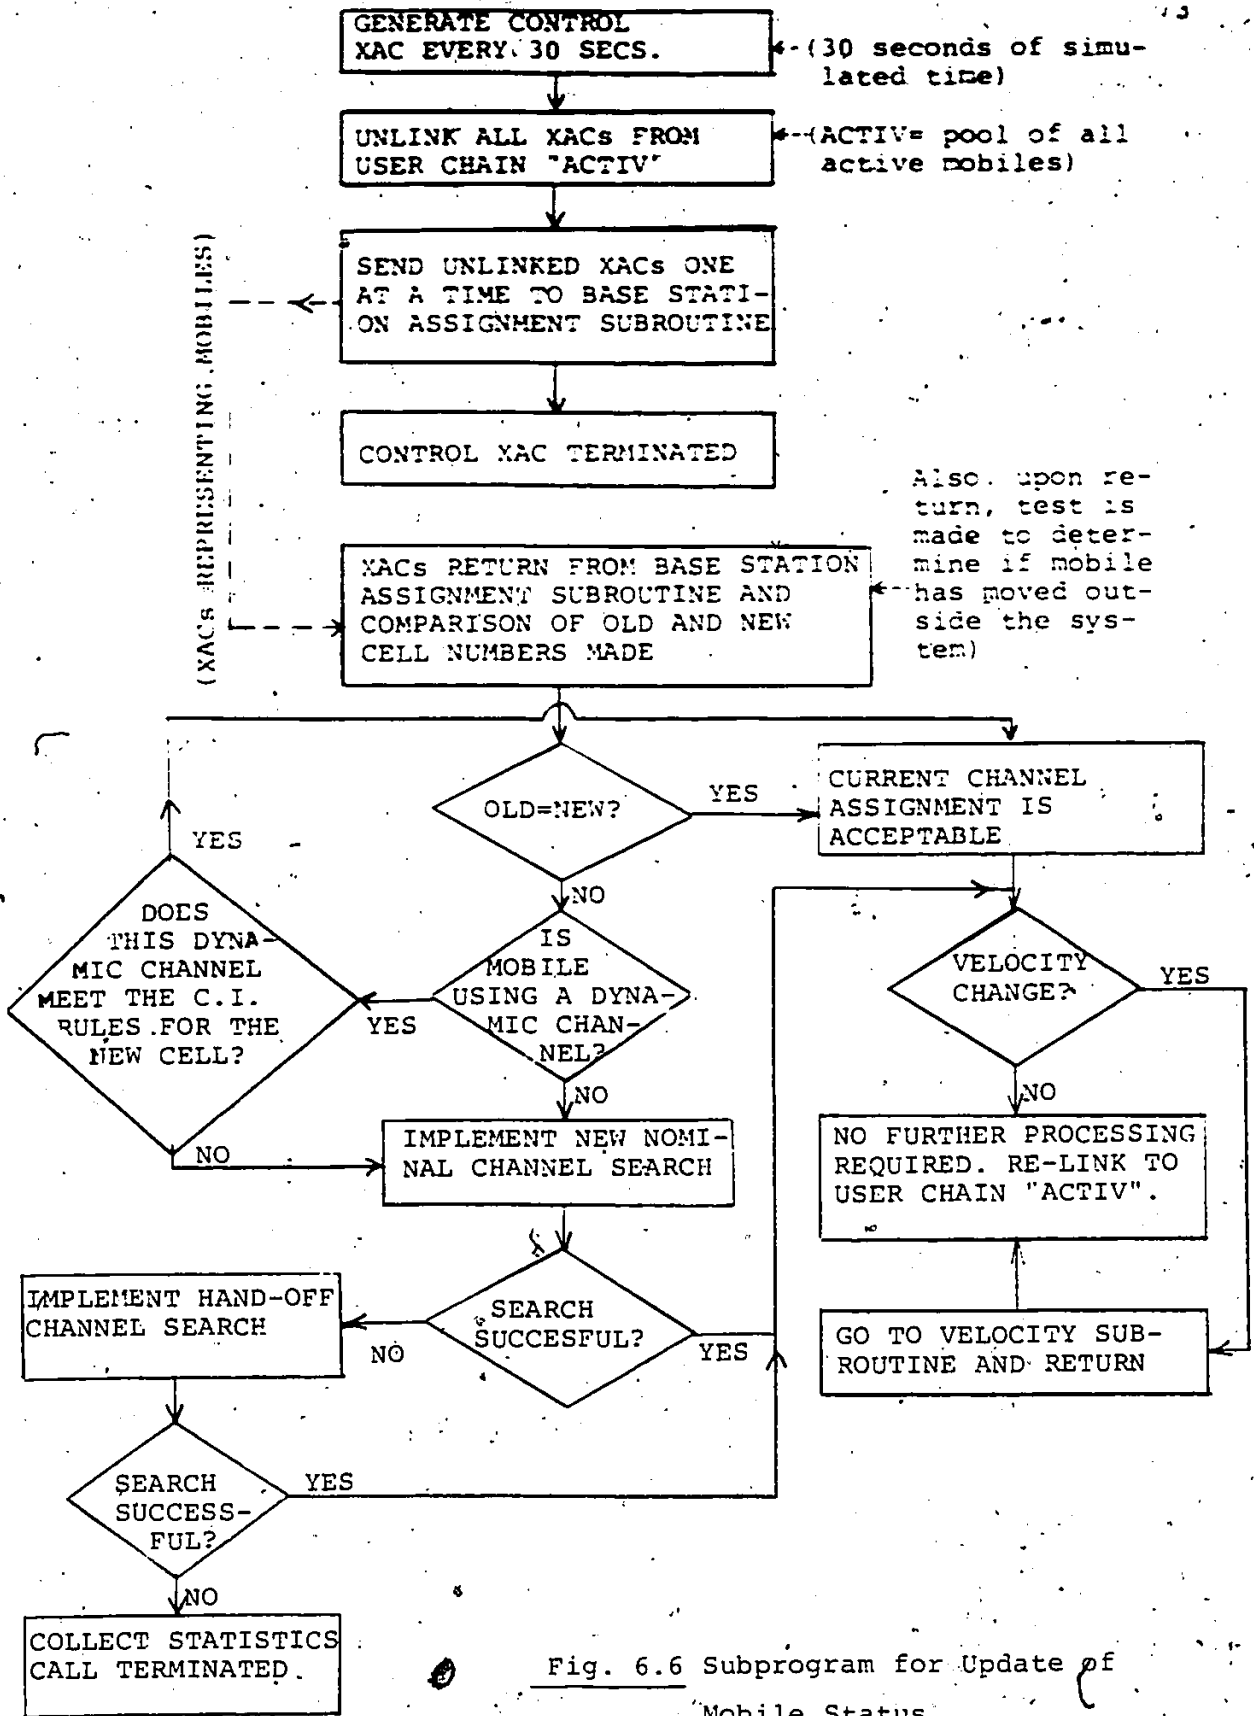 GENERATE CONTROL
XAC EVERY 30 SECS.
(30 seconds of simu-
lated time)
UNLINK ALL XACs FROM
USER CHAIN "ACTIV"
(ACTIV= pool of all
active mobiles)
SEND UNLINKED XACs ONE
AT A TIME TO BASE STATI-
ON ASSIGNMENT SUBROUTINE
(XACs REPRESENTING MOBILES)
CONTROL XAC TERMINATED
Also, upon re-
turn, test is
made to deter-
mine if mobile
has moved out-
side the sys-
tem)
XACs RETURN FROM BASE STATION
ASSIGNMENT SUBROUTINE AND
COMPARISON OF OLD AND NEW
CELL NUMBERS MADE
OLD=NEW?
YES
CURRENT CHANNEL
ASSIGNMENT IS
ACCEPTABLE
YES
NO
DOES
THIS DYNA-
MIC CHANNEL
MEET THE C.I.
RULES FOR THE
NEW CELL?
IS
MOBILE
USING A DYNA-
MIC CHAN-
NEL?
YES
VELOCITY
CHANGE?
YES
NO
NO
NO
IMPLEMENT NEW NOMI-
NAL CHANNEL SEARCH
NO FURTHER PROCESSING
REQUIRED. RE-LINK TO
USER CHAIN "ACTIV".
IMPLEMENT HAND-OFF
CHANNEL SEARCH
SEARCH
SUCCESFUL?
NO
YES
GO TO VELOCITY SUB-
ROUTINE AND RETURN
SEARCH
SUCCESS-
FUL?
YES
NO
COLLECT STATISTICS
CALL TERMINATED.
Fig. 6.6 Subprogram for Update of
Mobile Status